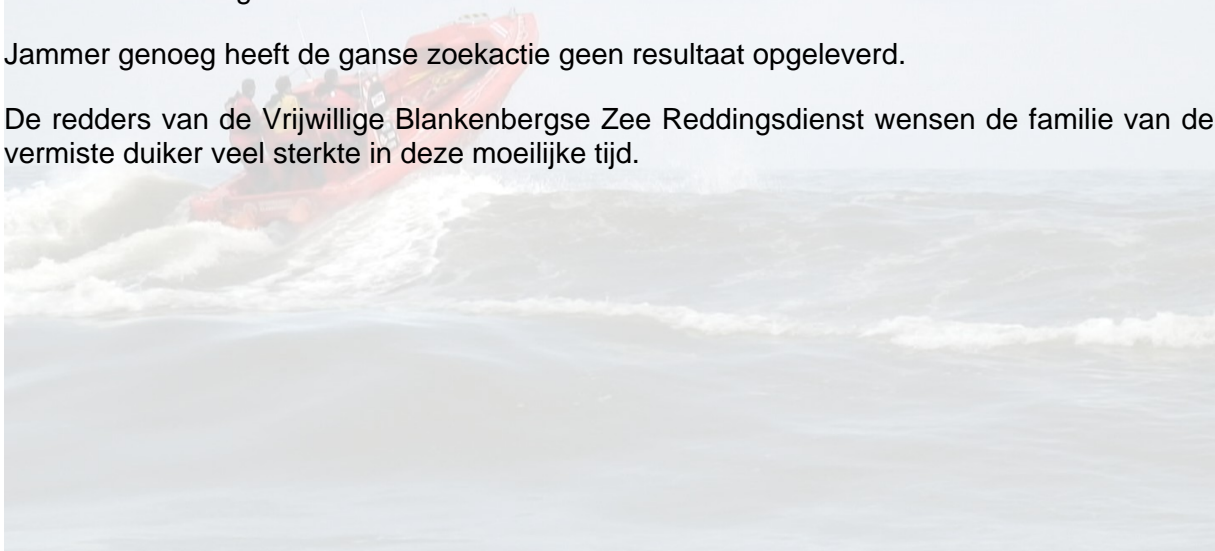 Jammer genoeg heeft de ganse zoekactie geen resultaat opgeleverd.
De redders van de Vrijwillige Blankenbergse Zee Reddingsdienst wensen de familie van de
vermiste duiker veel sterkte in deze moeilijke tijd.